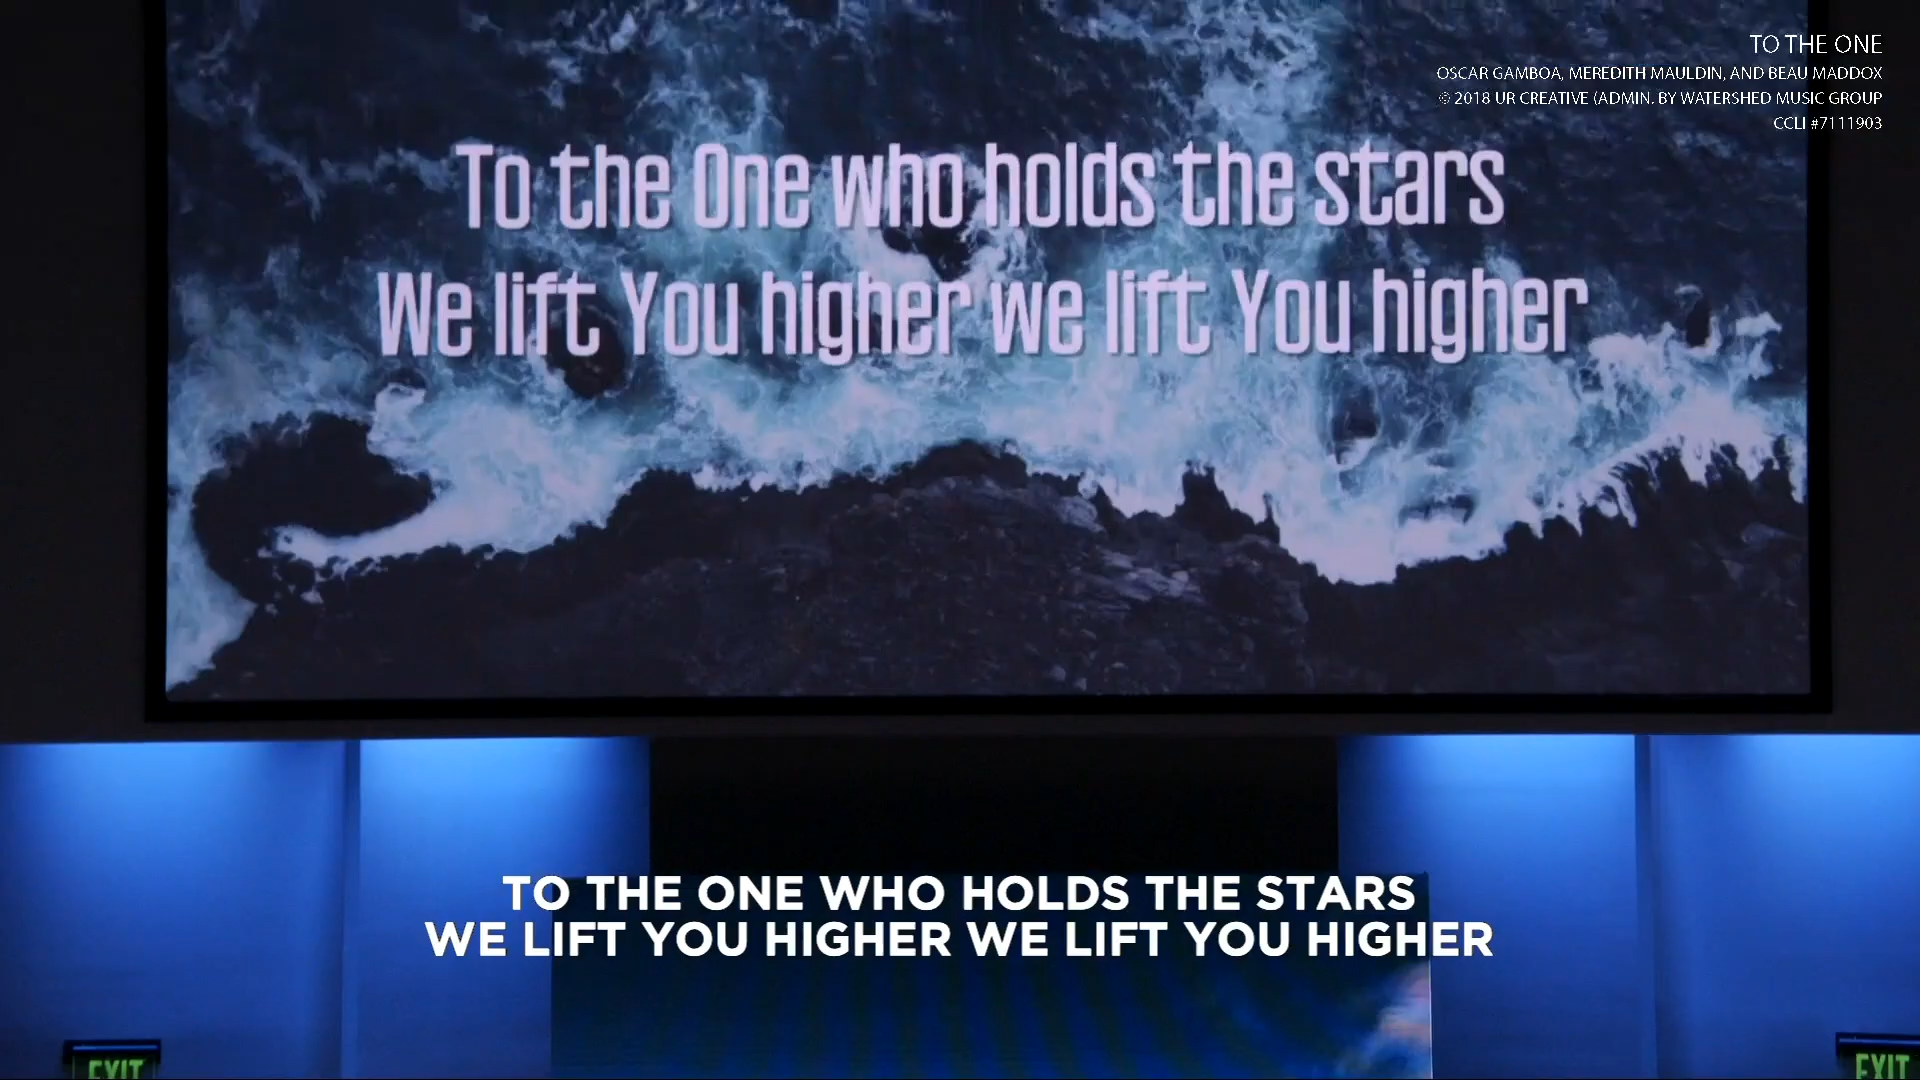 TO THE ONE
OSCAR GAMBOA, MEREDITH MAULDIN, AND BEAU MADDOX
© 2018 UR CREATIVE (ADMIN. BY WATERSHED MUSIC GROUP
CCLI #7111903
To the One who holds the stars
We lift You higher we lift You higher
TO THE ONE WHO HOLDS THE STARS
WE LIFT YOU HIGHER WE LIFT YOU HIGHER
EXIT
EXIT